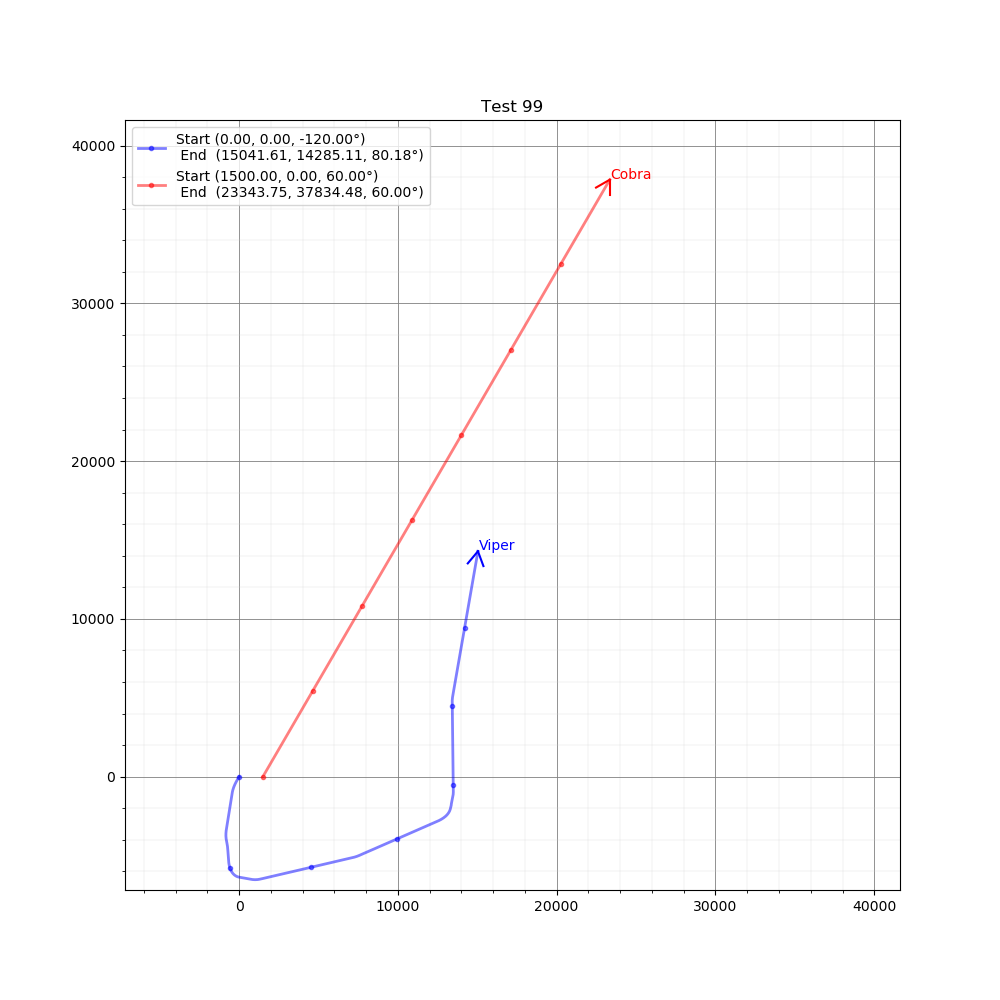 Test 99
Start (0.00, 0.00, -120.00°)
End  (15041.61, 14285.11, 80.18°)
Start (1500.00, 0.00, 60.00°)
End  (23343.75, 37834.48, 60.00°)
Cobra
Viper
40000
30000
20000
10000
0
0
10000
20000
30000
40000